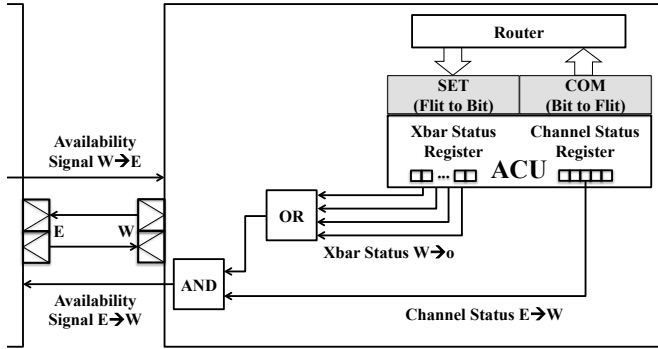 Router
SET
(Flit to Bit)
COM
(Bit to Flit)
Xbar Status
Register
Channel Status
Register
ACU
...
Availability
Signal W➔E
E
W
OR
Xbar Status W➔o
AND
Availability
Signal E➔W
Channel Status E➔W